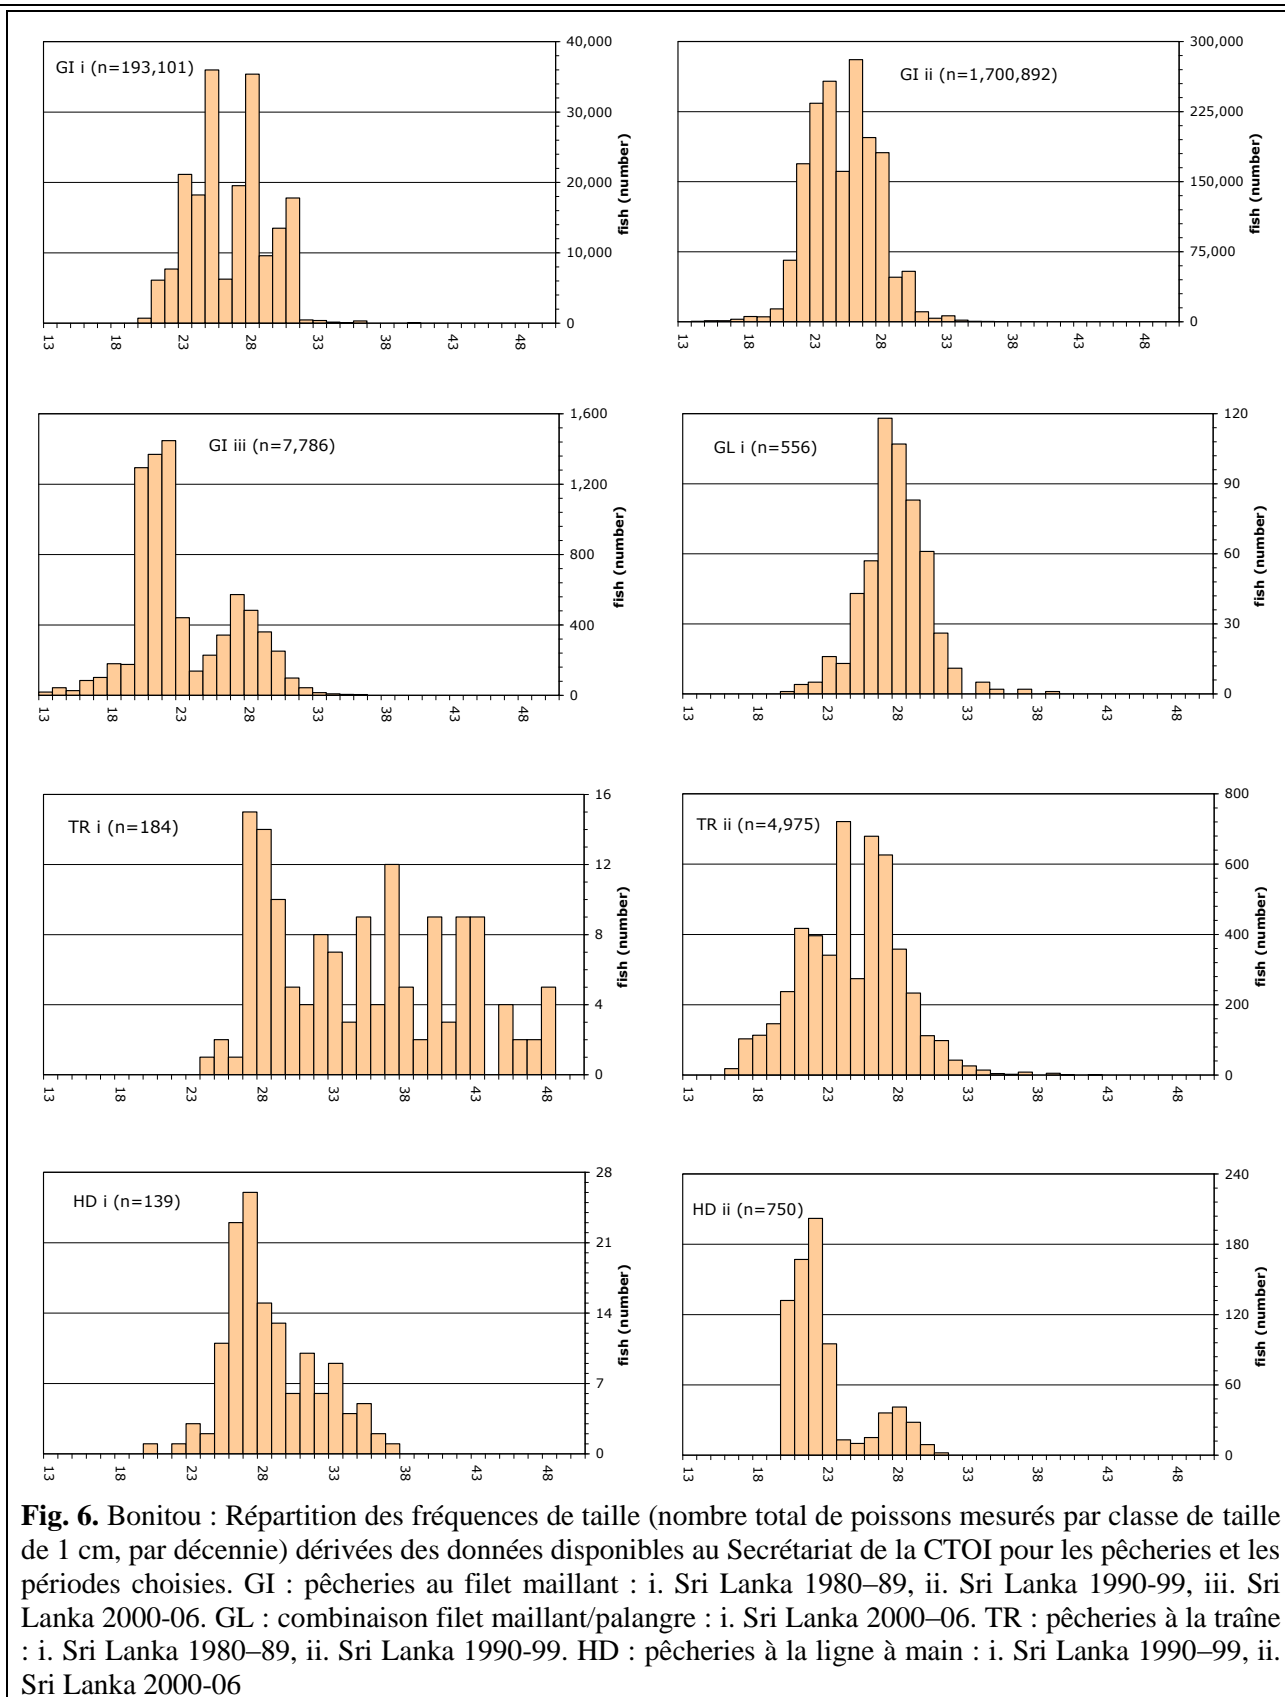 GI i (n=193,101)
40,000
30,000
20,000
10,000
0
fish (number)
13 18 23 28 33 38 43 48
GI ii (n=1,700,892)
300,000
225,000
150,000
75,000
0
fish (number)
13 18 23 28 33 38 43 48
GI iii (n=7,786)
1,600
1,200
800
400
0
fish (number)
13 18 23 28 33 38 43 48
GL i (n=556)
120
90
60
30
0
fish (number)
13 18 23 28 33 38 43 48
TR i (n=184)
16
12
8
4
0
fish (number)
13 18 23 28 33 38 43 48
TR ii (n=4,975)
800
600
400
200
0
fish (number)
13 18 23 28 33 38 43 48
HD i (n=139)
28
21
14
7
0
fish (number)
13 18 23 28 33 38 43 48
HD ii (n=750)
240
180
120
60
0
fish (number)
13 18 23 28 33 38 43 48
Fig. 6. Bonitou : Répartition des fréquences de taille (nombre total de poissons mesurés par classe de taille
de 1 cm, par décennie) dérivées des données disponibles au Secrétariat de la CTOI pour les pêcheries et les
périodes choisies. GI : pêcheries au filet maillant : i. Sri Lanka 1980–89, ii. Sri Lanka 1990-99, iii. Sri
Lanka 2000-06. GL : combinaison filet maillant/palangre : i. Sri Lanka 2000–06. TR : pêcheries à la traîne
: i. Sri Lanka 1980–89, ii. Sri Lanka 1990-99. HD : pêcheries à la ligne à main : i. Sri Lanka 1990–99, ii.
Sri Lanka 2000-06